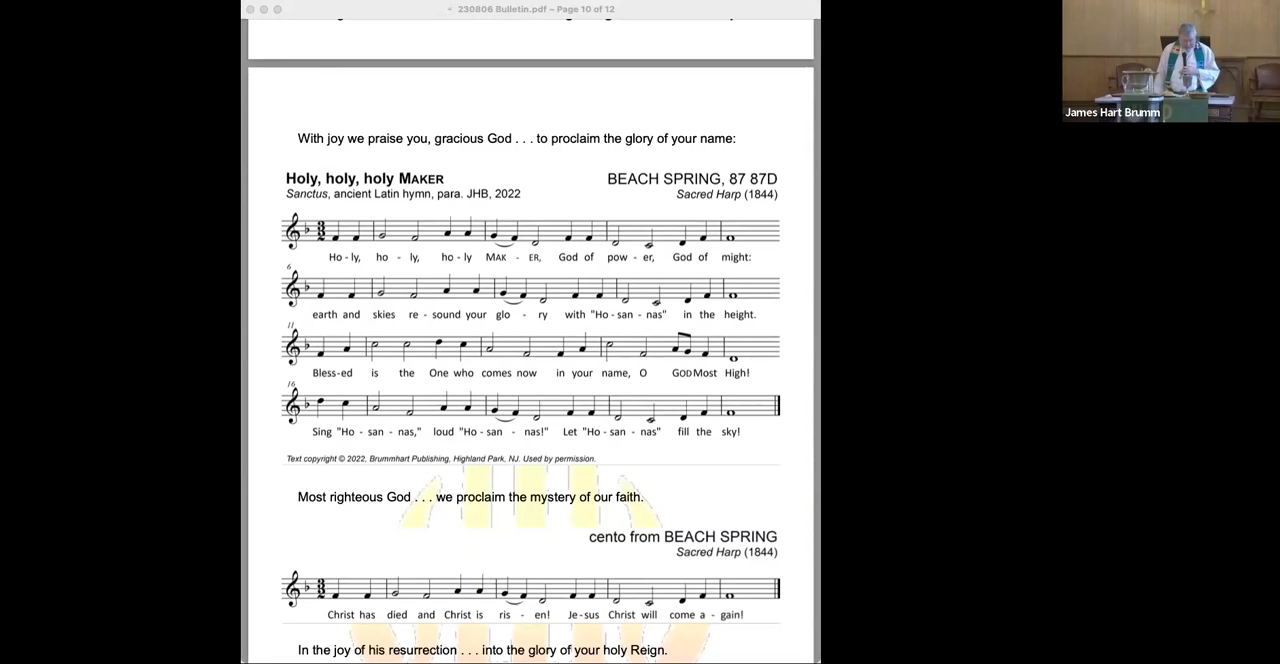 230806 Bulletin.pdf – Page 10 of 12
James Hart Brumm
With joy we praise you, gracious God . . . to proclaim the glory of your name:
Holy, holy, holy MAKER
BEACH SPRING, 87 87D
Sanctus, ancient Latin hymn, para. JHB, 2022
Sacred Harp (1844)
Ho - ly, ho - ly, ho - ly MAK - ER, God of pow - er, God of might:
6
earth and skies re - sound your glo - ry with "Ho - san - nas" in the height.
11
Bless-ed is the One who comes now in your name, O GOD Most High!
16
Sing "Ho - san - nas," loud "Ho - san - nas!" Let "Ho - san - nas" fill the sky!
Text copyright © 2022, Brummhart Publishing, Highland Park, NJ. Used by permission.
Most righteous God . . . we proclaim the mystery of our faith.
cento from BEACH SPRING
Sacred Harp (1844)
Christ has died and Christ is ris - en! Je - sus Christ will come a - gain!
In the joy of his resurrection . . . into the glory of your holy Reign.